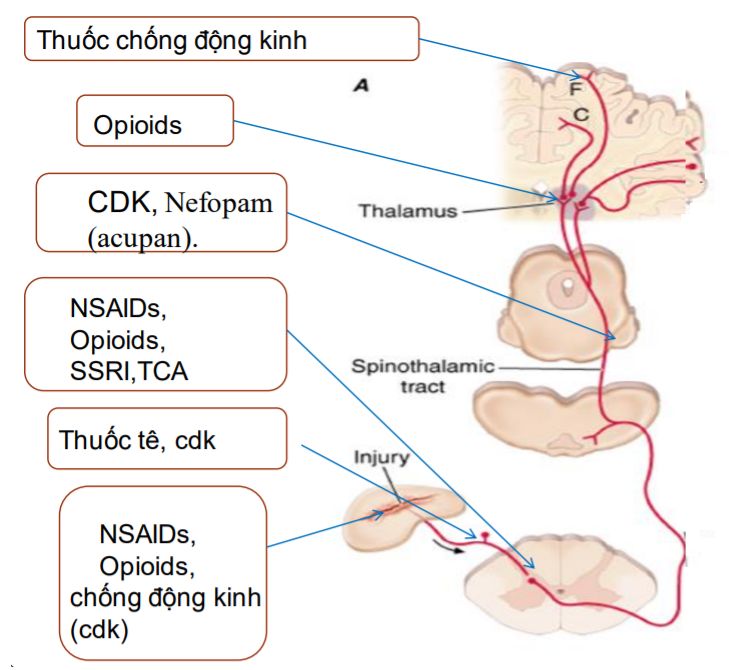 Thuốc chống động kinh
A
F
C
Opioids
CDK, Nefopam
(acupan).
Thalamus
NSAIDs,
Opioids,
SSRI,TCA
Spinothalamic
tract
Thuốc tê, cdk
Injury
NSAIDs,
Opioids,
chống động kinh
(cdk)